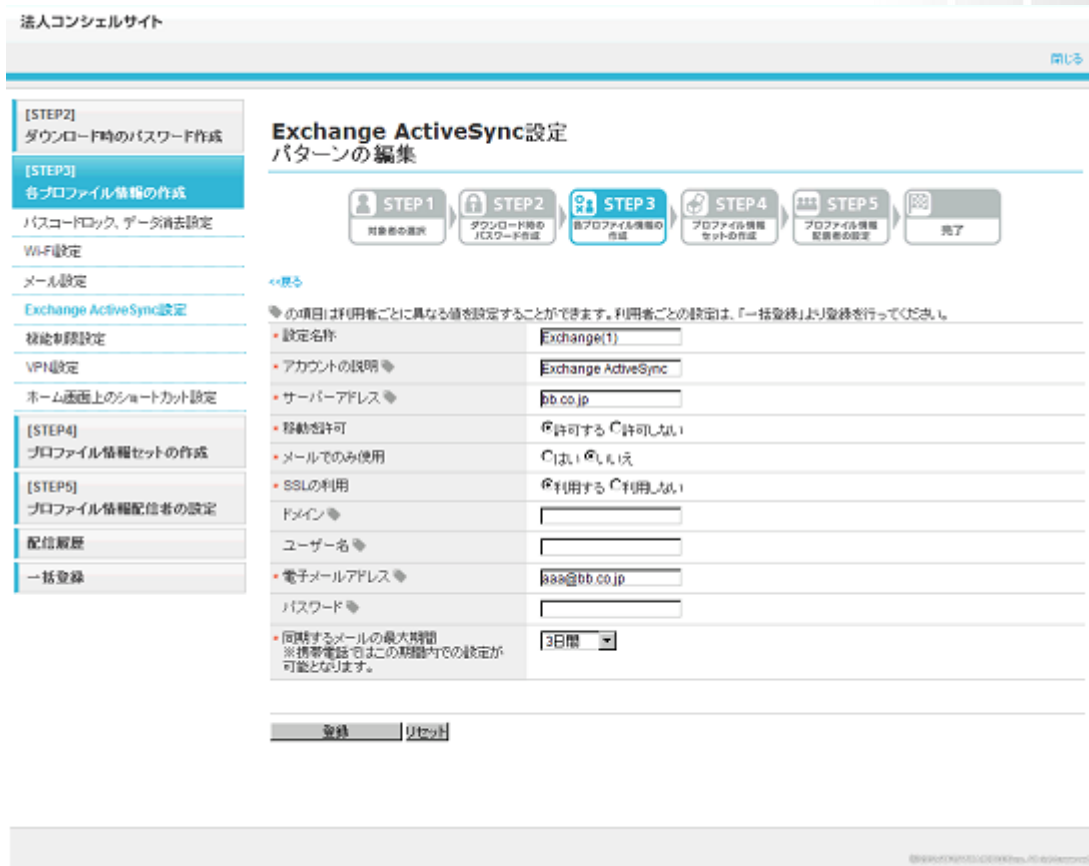 法人コンシェルサイト
閉じる
[STEP2]
ダウンロード時のパスワード作成
[STEP3]
各プロファイル情報の作成
パスコードロック、データ消去設定
Wi-Fi設定
メール設定
Exchange ActiveSync設定
機能制限設定
VPN設定
ホーム画面上のショートカット設定
[STEP4]
プロファイル情報セットの作成
[STEP5]
プロファイル情報配信者の設定
配信履歴
一括登録
Exchange ActiveSync設定
パターンの編集
STEP1
対象者の選択
STEP2
ダウンロード時の
パスワード作成
STEP3
各プロファイル情報の
作成
STEP4
プロファイル情報
セットの作成
STEP5
プロファイル情報
配信者の設定
完了
<<戻る
の項目は利用者ごとに異なる値を設定することができます。利用者ごとの設定は、「一括登録」より登録を行ってください。
設定名称 Exchange(1)
アカウントの説明 Exchange ActiveSync
サーバーアドレス bb.co.jp
移動を許可 許可する 許可しない
メールでのみ使用 はい いいえ
SSLの利用 利用する 利用しない
ドメイン
ユーザー名
電子メールアドレス aaa@bb.co.jp
パスワード
同期するメールの最大期間 3日間
※携帯電話ではこの期間内での設定が
可能となります。
登録 リセット